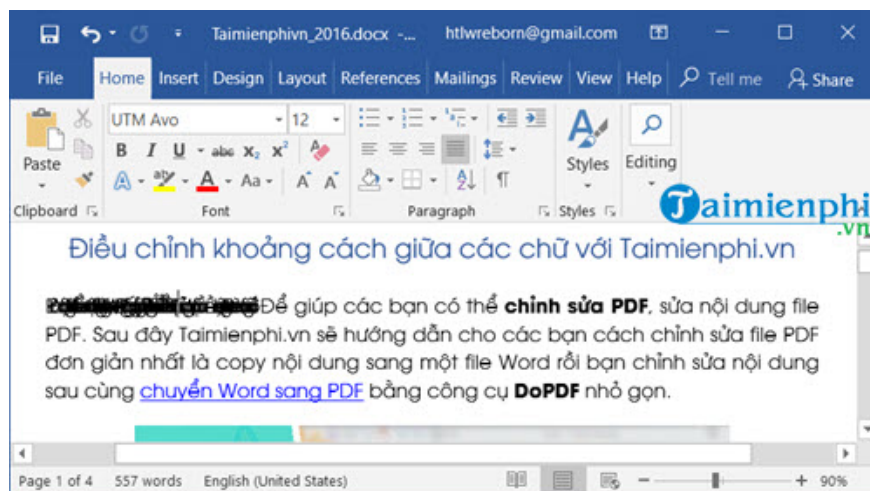 Taimienphivn_2016.docx -... htlwreborn@gmail.com
File Home Insert Design Layout References Mailings Review View Help Tell me Share
UTM Avo 12
B I U abc X₂ X² A
Paste Styles Editing
A aby A Aa A A
Clipboard Font Paragraph Styles
Taimienphi
.vn
Điều chỉnh khoảng cách giữa các chữ với Taimienphi.vn
Để giúp các bạn có thể chỉnh sửa PDF, sửa nội dung file
PDF. Sau đây Taimienphi.vn sẽ hướng dẫn cho các bạn cách chỉnh sửa file PDF
đơn giản nhất là copy nội dung sang một file Word rồi bạn chỉnh sửa nội dung
sau cùng chuyển Word sang PDF bằng công cụ DoPDF nhỏ gọn.
Page 1 of 4 557 words English (United States) 90%